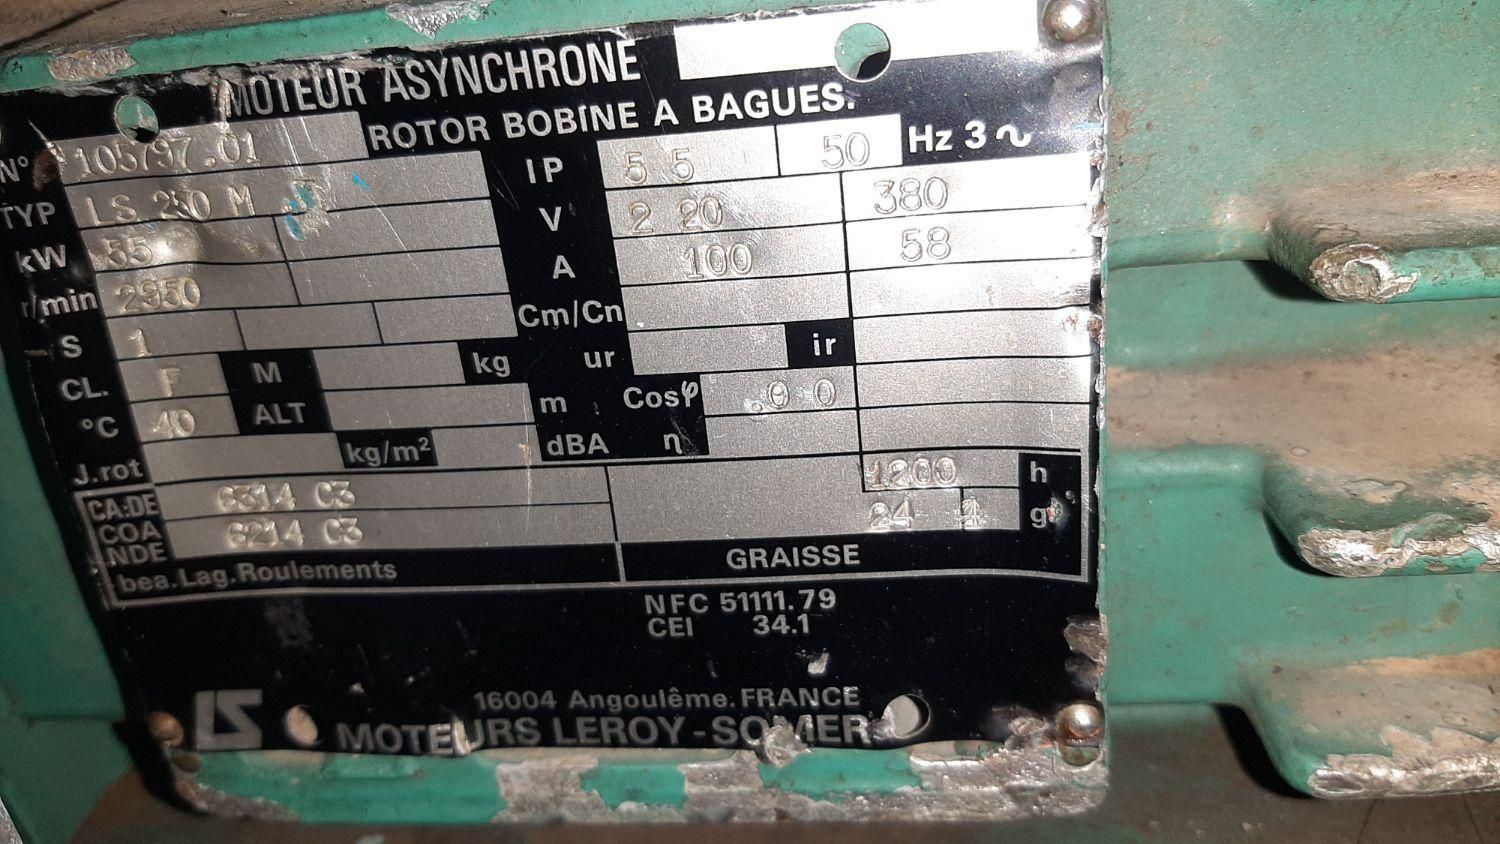 MOTEUR ASYNCHRONE
ROTOR BOBINE A BAGUES.
N° 105797.01 IP 55 50 Hz 3 ~
TYP LS 250 M V 220 380
kW 55 A 100 58
r/min 2950 Cm/Cn
S 1 kg ur ir
CL. F M m Cosφ
°C 40 ALT dBA η
J.rot kg/m²
CA:DE 6314 C3 1200 h
COA NDE 6214 C3 24 g
bea.Lag.Roulements GRAISSE
NFC 51111.79
CEI 34.1
16004 Angoulême.FRANCE
LS MOTEURS LEROY-SOMER